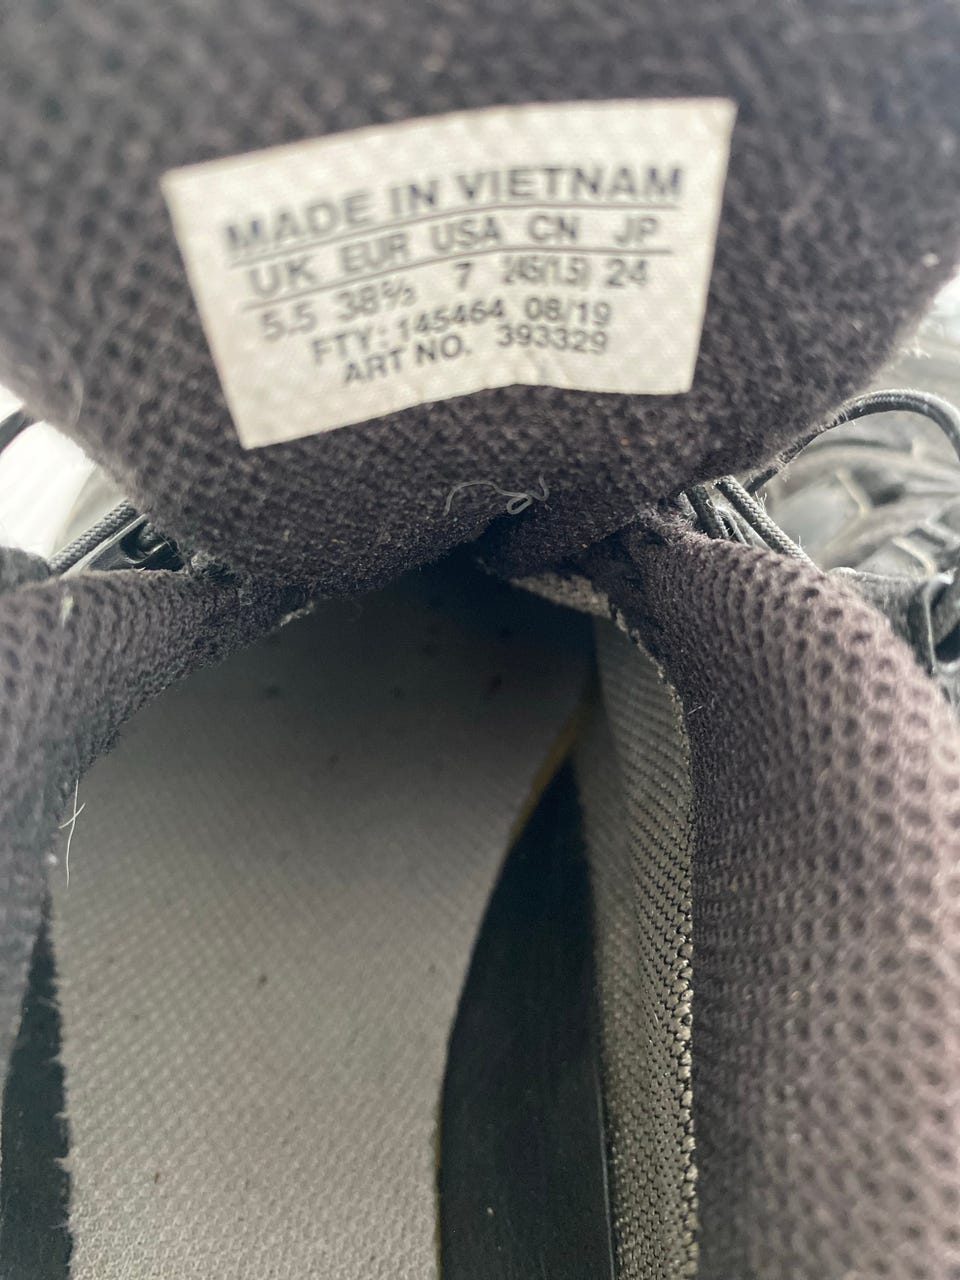 MADE IN VIETNAM
UK EUR USA CN JP
5.5 38⅔ 7 245(1.5) 24
FTY: 145464 08/19
ART NO. 393329